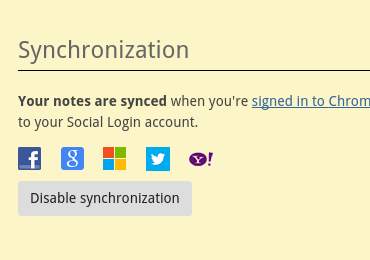 Synchronization
Your notes are synced when you're signed in to Chrom
to your Social Login account.
Disable synchronization